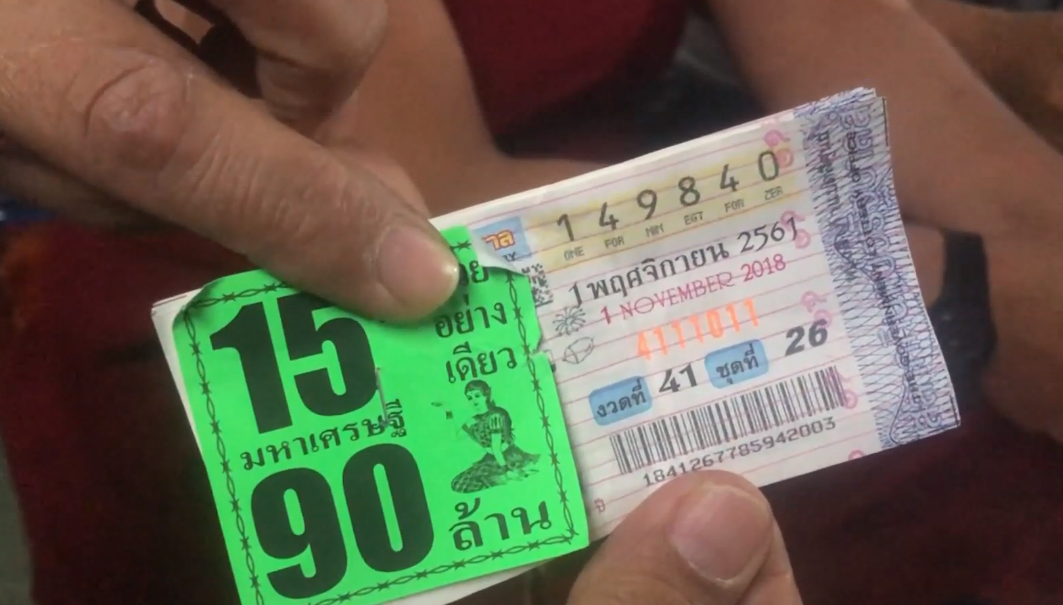 15
อย่าง
เดียว
มหาเศรษฐี
90
ล้าน
149840
ONE FOR NIN EGT FOR ZER
1 พฤศจิกายน 2561
1 NOVEMBER 2018
4111011
งวดที่ 41 ชุดที่ 26
1841267785942003